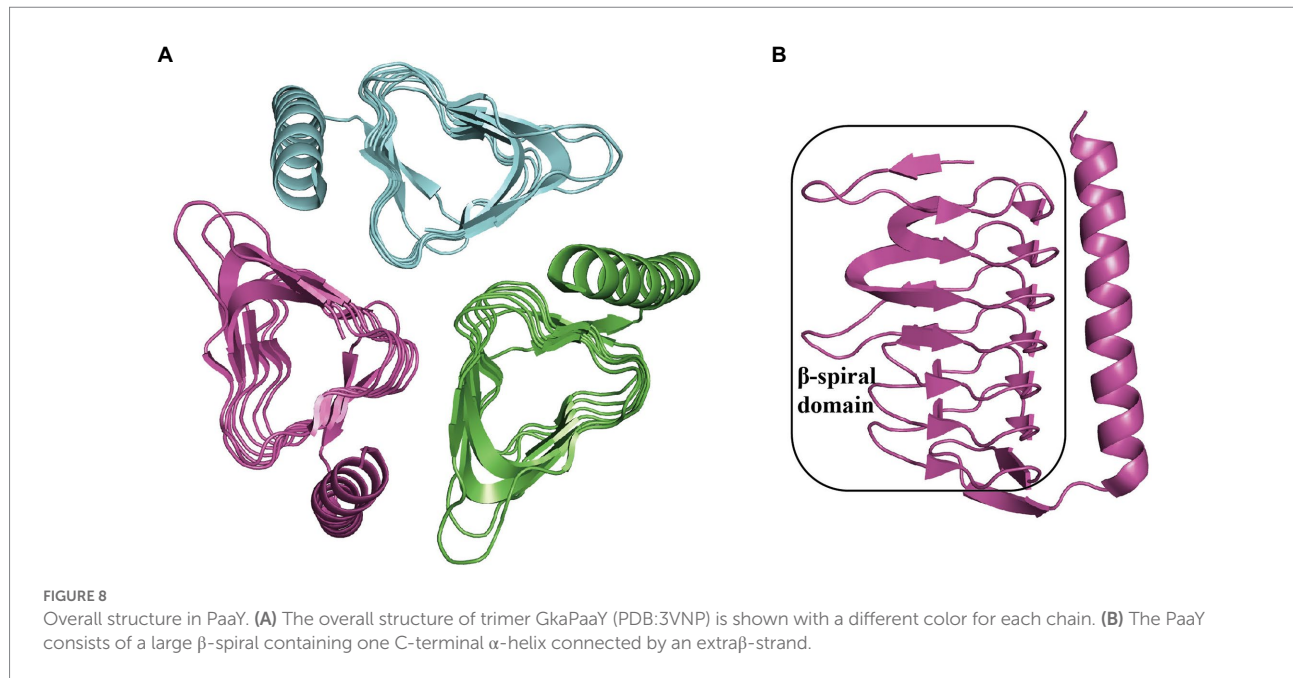 A
B
β-spiral
domain
FIGURE 8
Overall structure in PaaY. (A) The overall structure of trimer GkaPaaY (PDB:3VNP) is shown with a different color for each chain. (B) The PaaY
consists of a large β-spiral containing one C-terminal α-helix connected by an extraβ-strand.